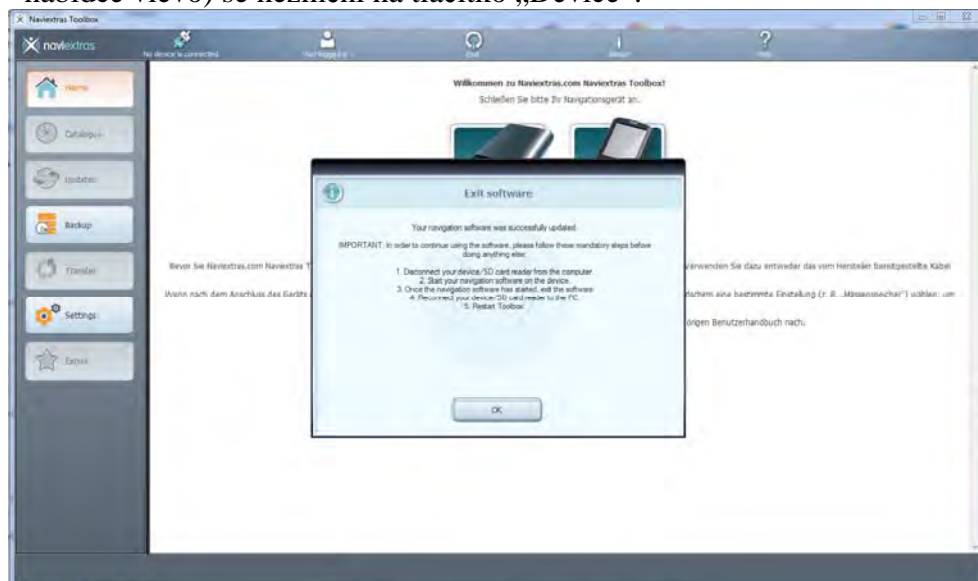 nabídce vlevo) se nezmění na tlačítko „Device“.
Naviextras Toolbox
naviextras
No device is connected
?
Willkommen zu Naviextras.com Naviextras Toolbox!
Schließen Sie bitte Ihr Navigationsgerät an.
Home
Catalogue
Updates
Backup
Transfer
Settings
Extras
Exit software
Your navigation software was successfully updated.
IMPORTANT: In order to continue using the software, please follow these mandatory steps before
doing anything else:
1. Disconnect your device/SD card reader from the computer
2. Start your navigation software on the device.
3. Once the navigation software has started, exit the software
4. Reconnect your device/SD card reader to the PC.
5. Restart Toolbox
OK
Bevor Sie Naviextras.com Naviextras T
verwenden Sie dazu entweder das vom Hersteller bereitgestellte Kabel
Wenn nach dem Anschluss des Geräts
eine bestimmte Einstellung (z. B. „Massenspeicher“) wählen, um
örigen Benutzerhandbuch nach.